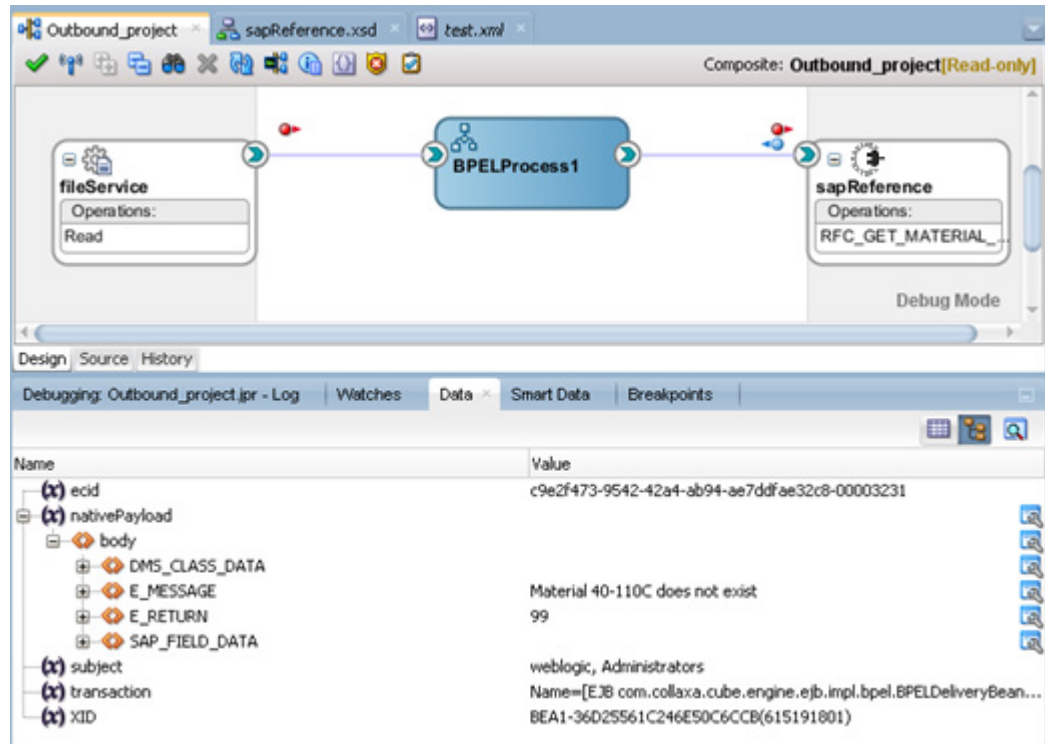 Outbound_project sapReference.xsd test.xml
Composite: Outbound_project[Read-only]
BPELProcess1
fileService
Operations:
Read
sapReference
Operations:
RFC_GET_MATERIAL_...
Debug Mode
Design Source History
Debugging: Outbound_project.jpr - Log Watches Data Smart Data Breakpoints
Name Value
(x) ecid c9e2f473-9542-42a4-ab94-ae7ddfae32c8-00003231
(x) nativePayload
body
DMS_CLASS_DATA
E_MESSAGE Material 40-110C does not exist
E_RETURN 99
SAP_FIELD_DATA
(x) subject weblogic, Administrators
(x) transaction Name=[EJB com.collaxa.cube.engine.ejb.impl.bpel.BPELDeliveryBean...
(x) XID BEA1-36D25561C246E50C6CCB(615191801)